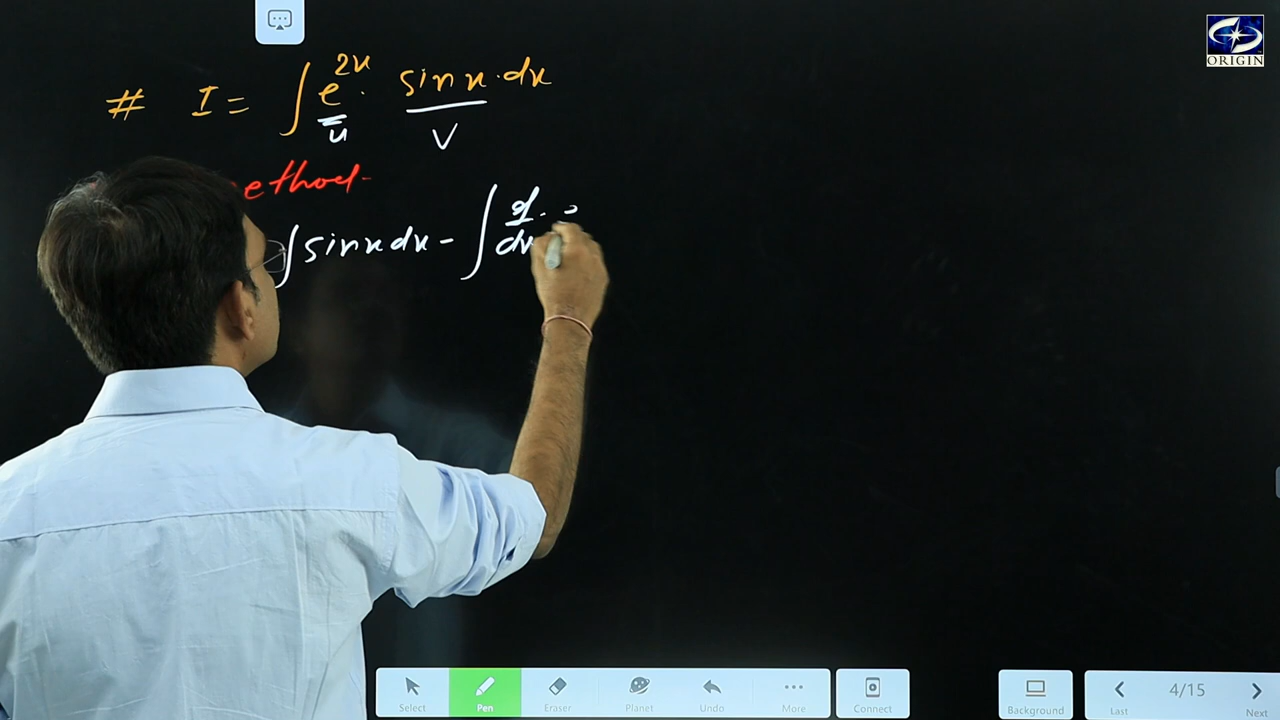 ORIGIN
# I = ∫ e^2x . sin x . dx
u v
ethod -
∫ sin x dx - ∫ d
dx
Select Pen Eraser Planet Undo More Connect Background Last 4/15 Next